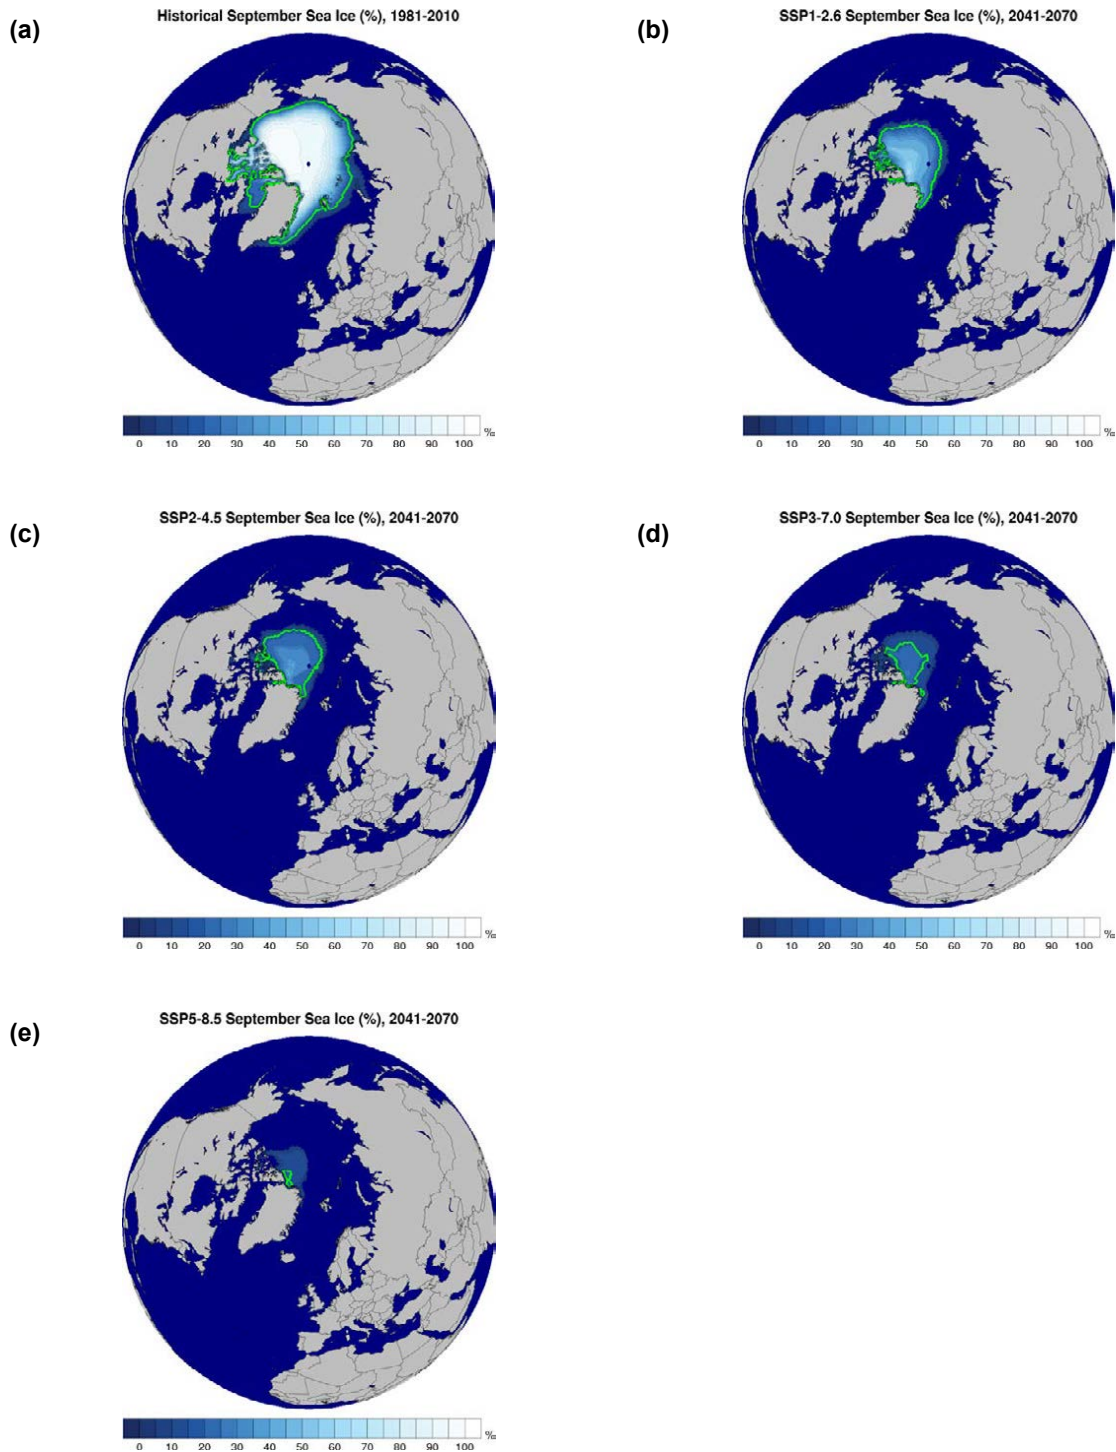 (a)
Historical September Sea Ice (%), 1981-2010
0 10 20 30 40 50 60 70 80 90 100 %
(b)
SSP1-2.6 September Sea Ice (%), 2041-2070
0 10 20 30 40 50 60 70 80 90 100 %
(c)
SSP2-4.5 September Sea Ice (%), 2041-2070
0 10 20 30 40 50 60 70 80 90 100 %
(d)
SSP3-7.0 September Sea Ice (%), 2041-2070
0 10 20 30 40 50 60 70 80 90 100 %
(e)
SSP5-8.5 September Sea Ice (%), 2041-2070
0 10 20 30 40 50 60 70 80 90 100 %